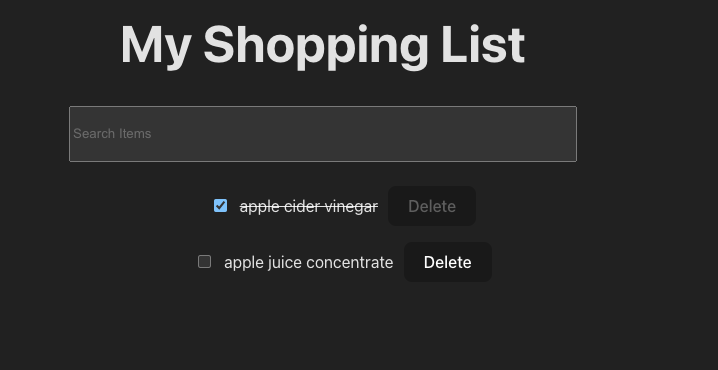 My Shopping List
Search Items
apple cider vinegar Delete
apple juice concentrate Delete